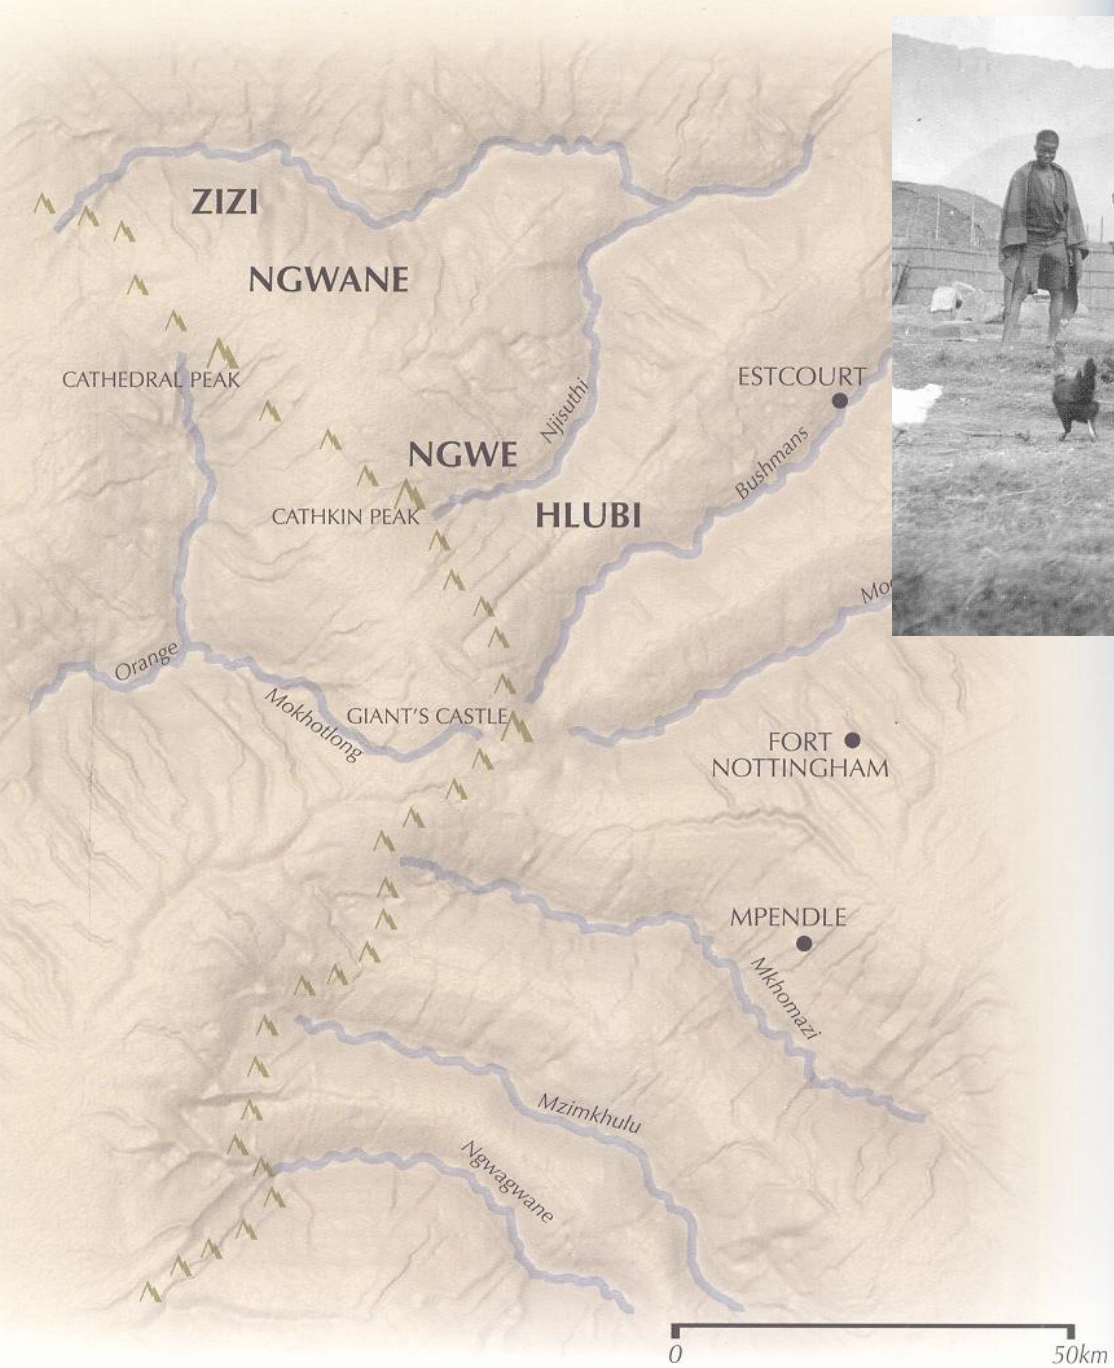 ZIZI
NGWANE
CATHEDRAL PEAK
ESTCOURT
Njisuthi
NGWE
Bushmans
CATHKIN PEAK
HLUBI
Orange
Mokhotlong
GIANT'S CASTLE
FORT
NOTTINGHAM
MPENDLE
Mkhomazi
Mzimkhulu
Ngwagwane
0
50km